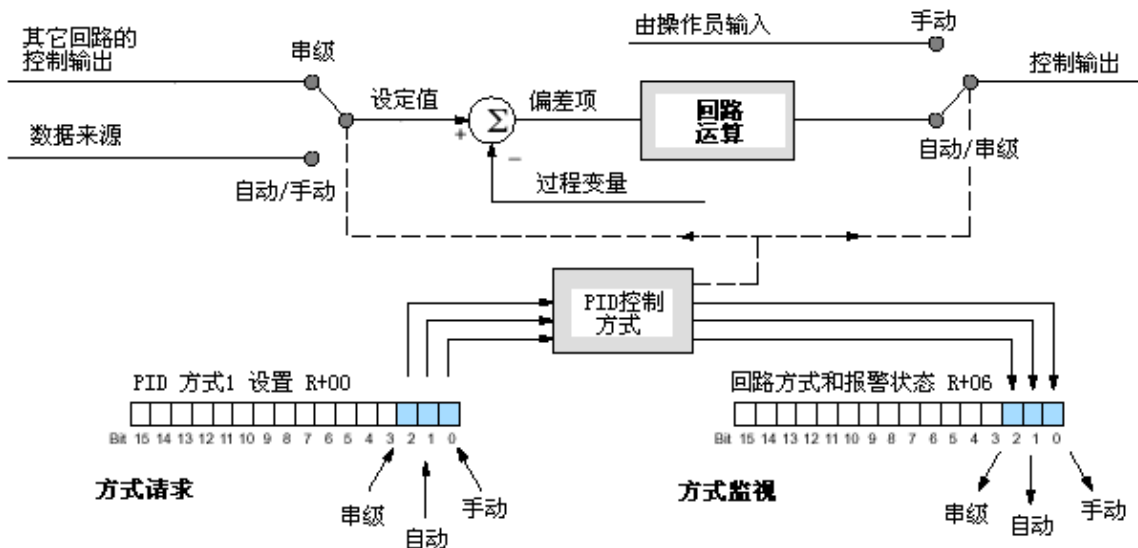 其它回路的
控制输出
串级
由操作员输入
手动
控制输出
设定值
偏差项
Σ
+
−
回路
运算
数据来源
自动/手动
过程变量
自动/串级
PID控制
方式
PID 方式1 设置 R+00
回路方式和报警状态 R+06
Bit 15 14 13 12 11 10 9 8 7 6 5 4 3 2 1 0
Bit 15 14 13 12 11 10 9 8 7 6 5 4 3 2 1 0
方式请求
串级
自动
手动
方式监视
串级
自动
手动